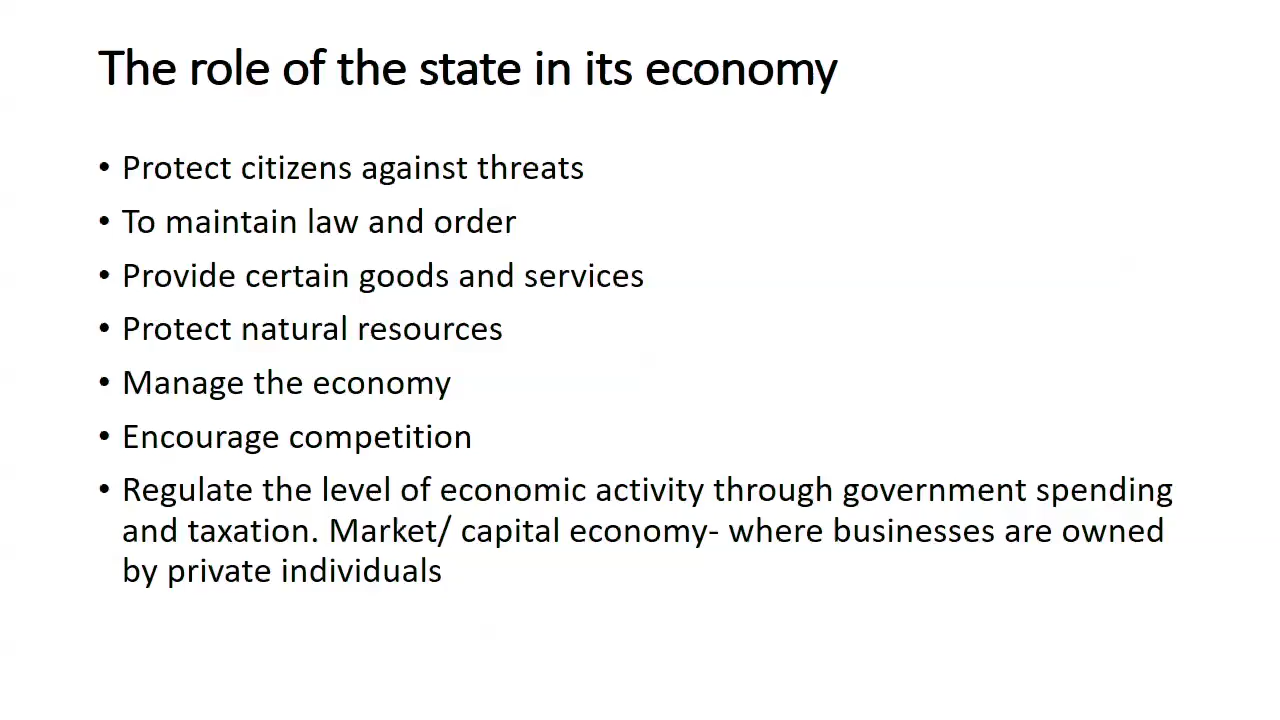 The role of the state in its economy
• Protect citizens against threats
• To maintain law and order
• Provide certain goods and services
• Protect natural resources
• Manage the economy
• Encourage competition
• Regulate the level of economic activity through government spending
and taxation. Market/ capital economy- where businesses are owned
by private individuals